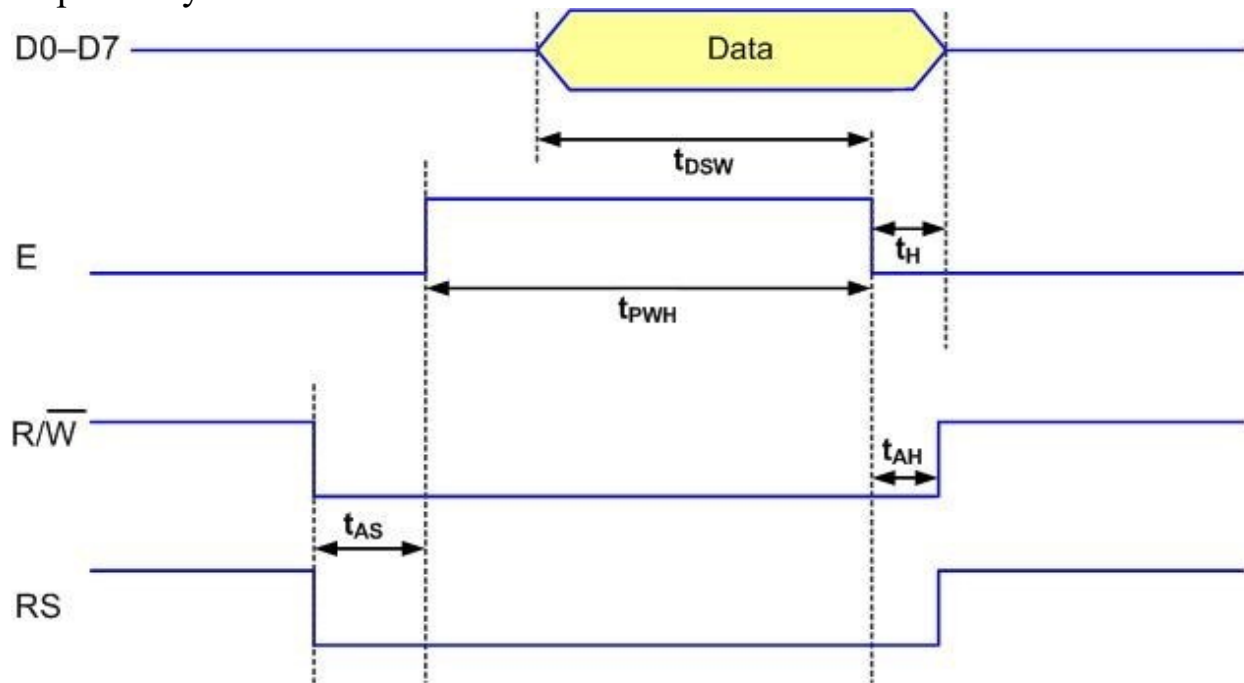 D0–D7
Data
tDSW
E
tH
tPWH
R/W̅
tAH
tAS
RS